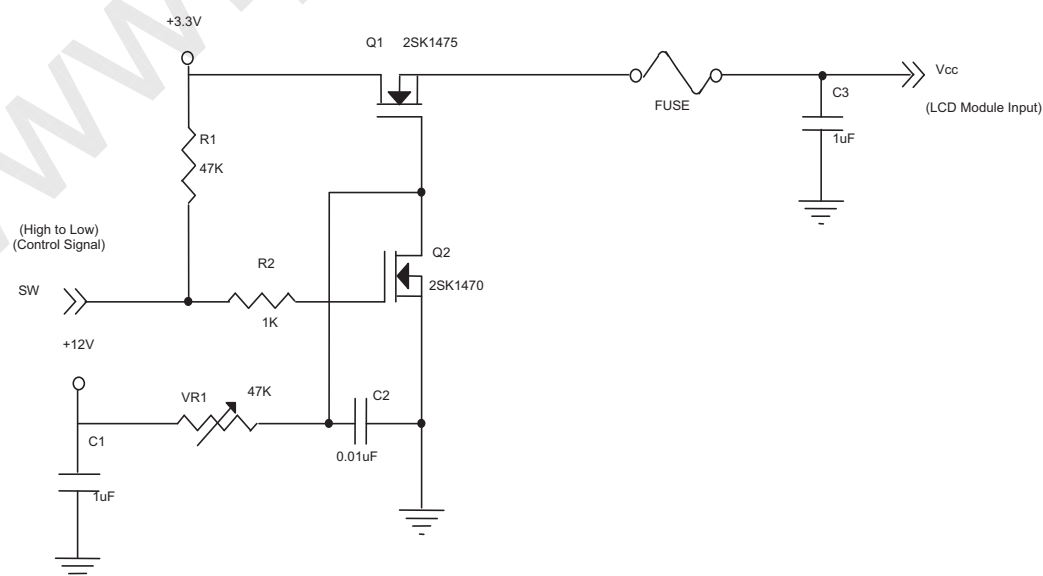 +3.3V
Q1 2SK1475
Vcc
FUSE
C3
(LCD Module Input)
1uF
R1
47K
(High to Low)
(Control Signal)
Q2
R2
2SK1470
SW
1K
+12V
VR1
47K
C2
C1
0.01uF
1uF